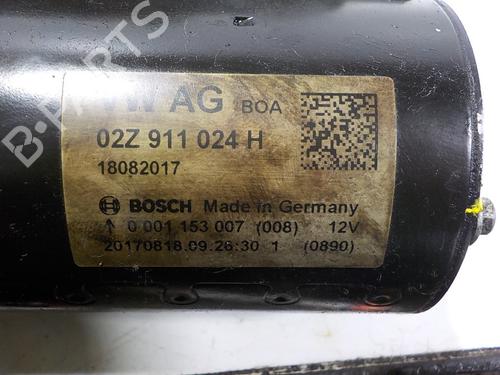 B-PARTS
VW AG BOA
02Z 911 024 H
18082017
BOSCH Made in Germany
↑ 0 001 153 007 (008) 12V
20170818.09.26:30 1 (0890)